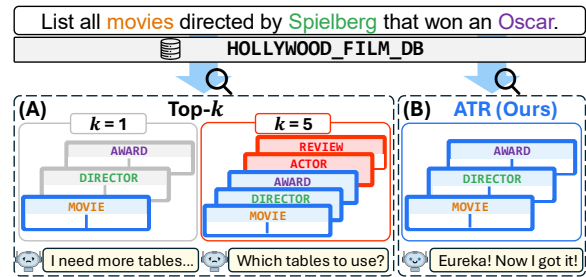 List all movies directed by Spielberg that won an Oscar.
HOLLYWOOD_FILM_DB
(A) Top-k
k = 1
AWARD
DIRECTOR
MOVIE
I need more tables...
k = 5
REVIEW
ACTOR
AWARD
DIRECTOR
MOVIE
Which tables to use?
(B) ATR (Ours)
AWARD
DIRECTOR
MOVIE
Eureka! Now I got it!